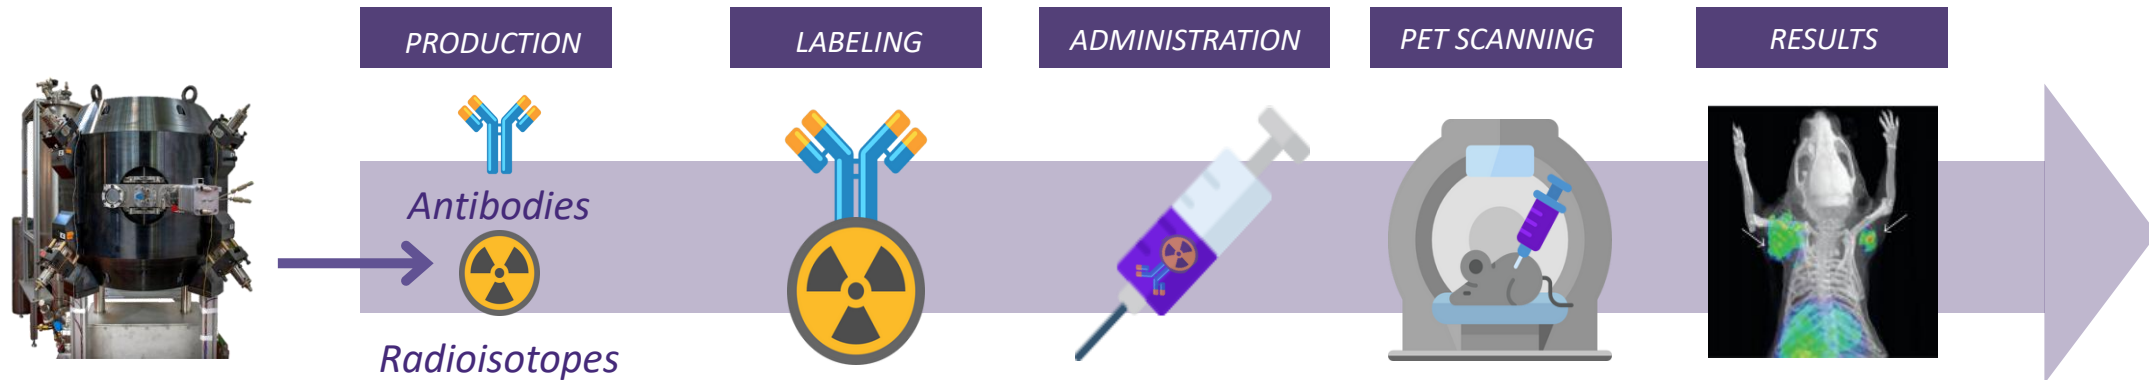 PRODUCTION
LABELING
ADMINISTRATION
PET SCANNING
RESULTS
Antibodies
Radioisotopes